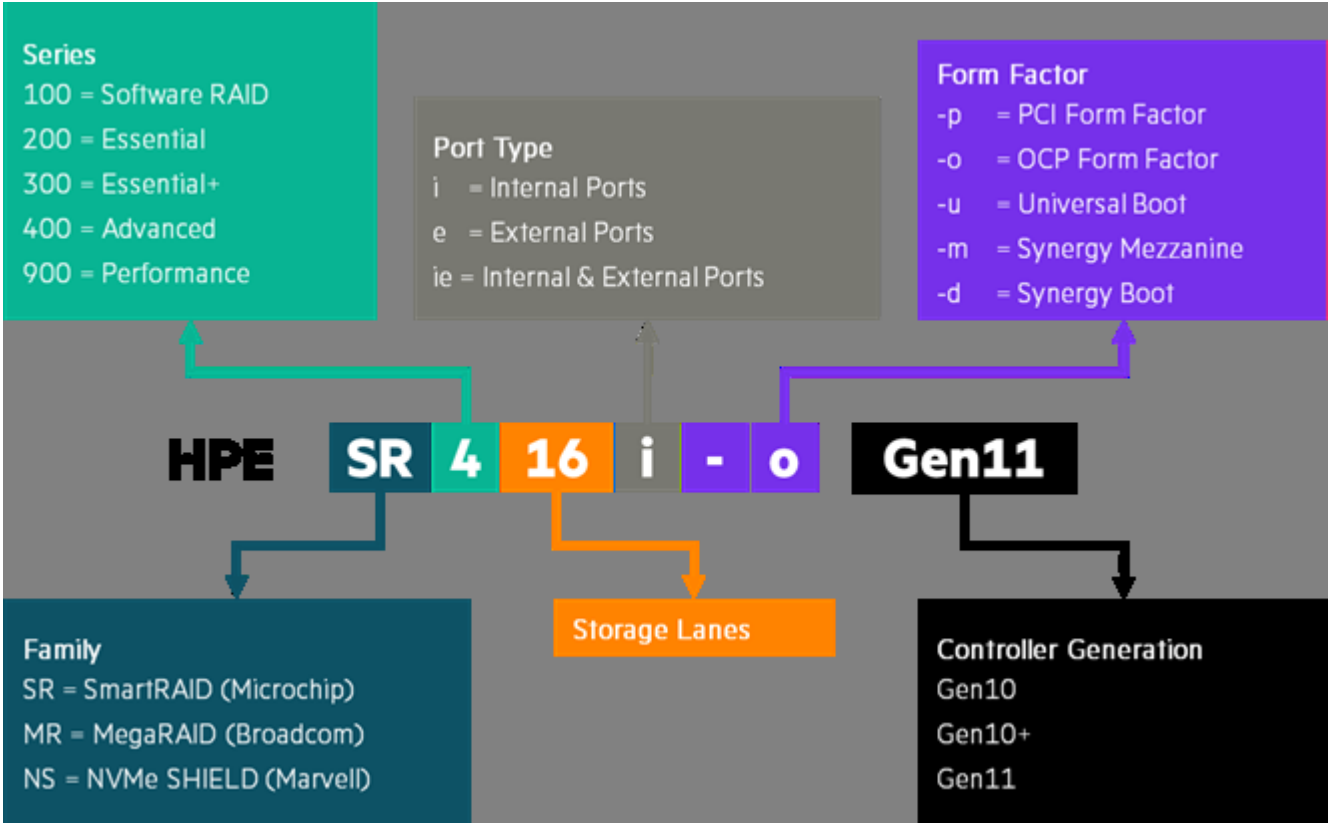 Series
100 = Software RAID
200 = Essential
300 = Essential+
400 = Advanced
900 = Performance
Port Type
i = Internal Ports
e = External Ports
ie = Internal & External Ports
Form Factor
-p = PCI Form Factor
-o = OCP Form Factor
-u = Universal Boot
-m = Synergy Mezzanine
-d = Synergy Boot
HPE SR 4 16 i - o Gen11
Family
SR = SmartRAID (Microchip)
MR = MegaRAID (Broadcom)
NS = NVMe SHIELD (Marvell)
Storage Lanes
Controller Generation
Gen10
Gen10+
Gen11